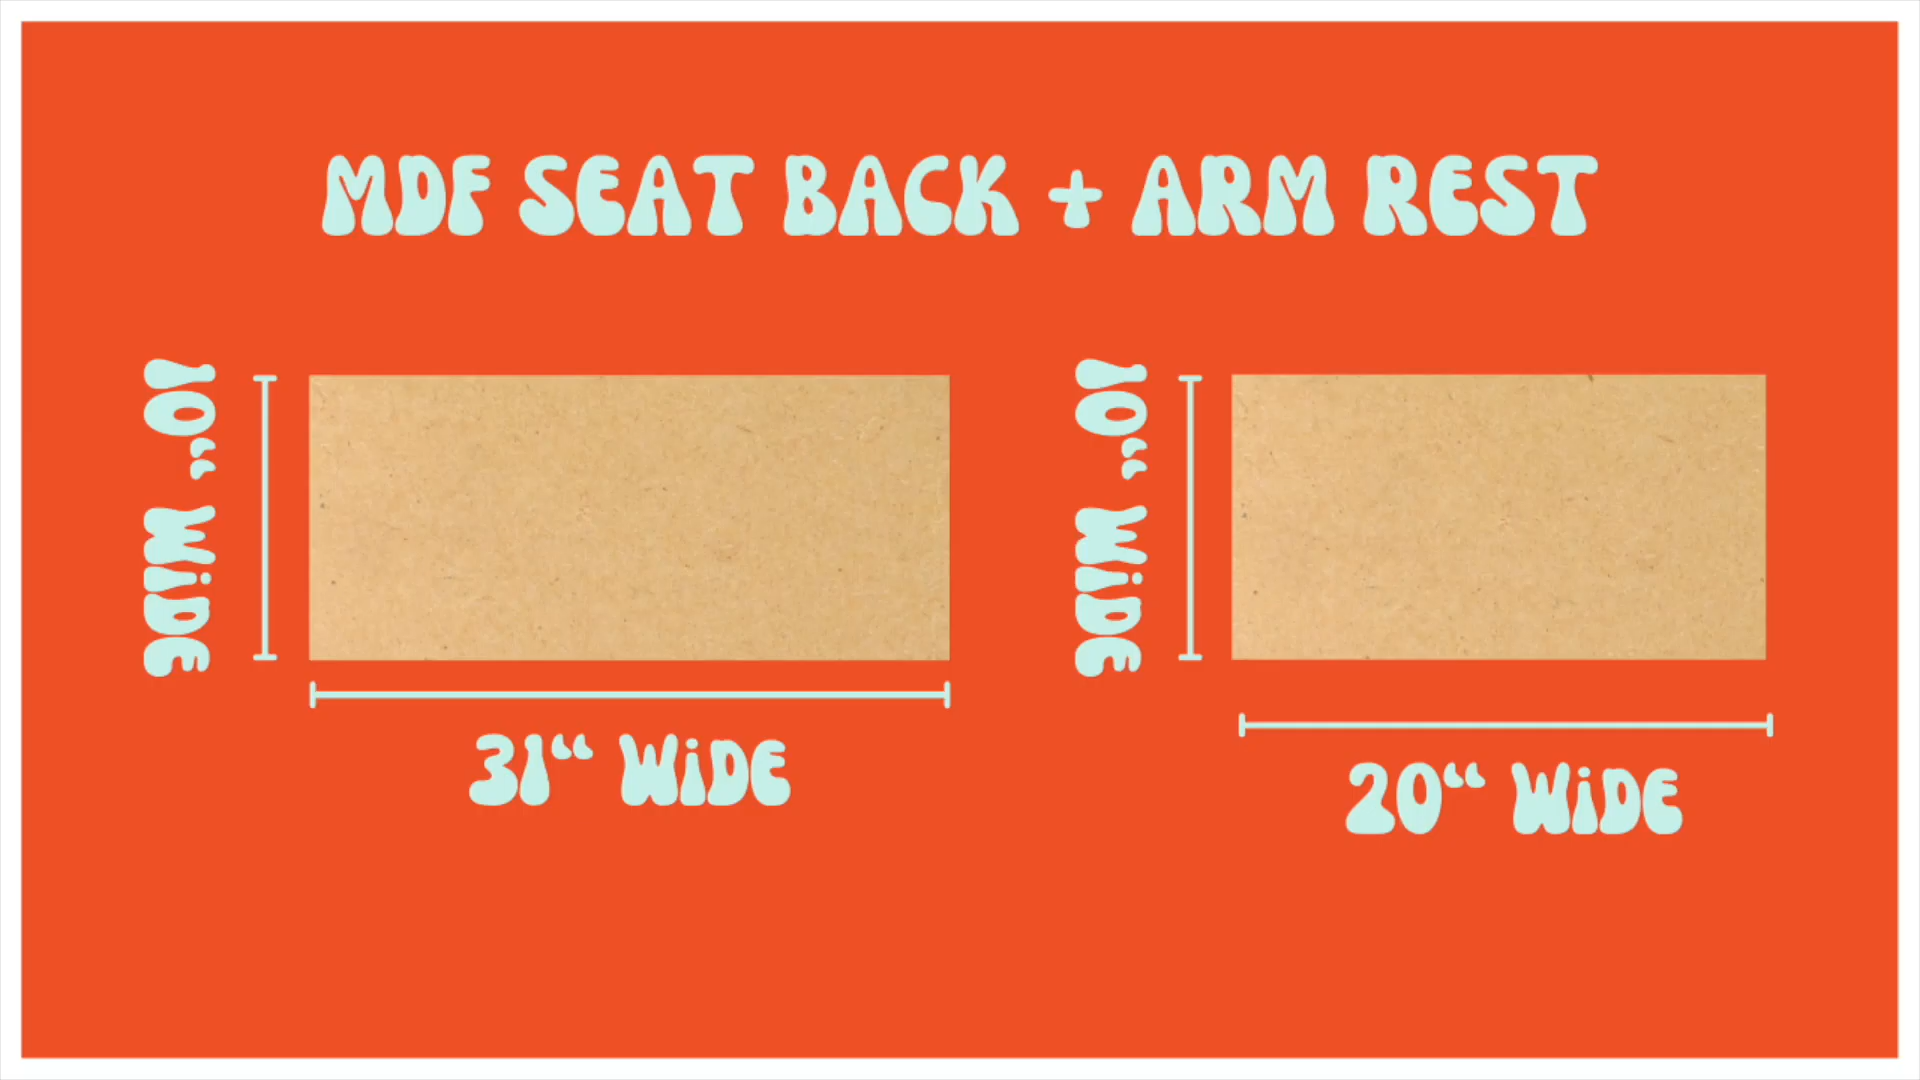 MDF SEAT BACK + ARM REST
10“ WiDE
31“ WiDE
10“ WiDE
20“ WiDE